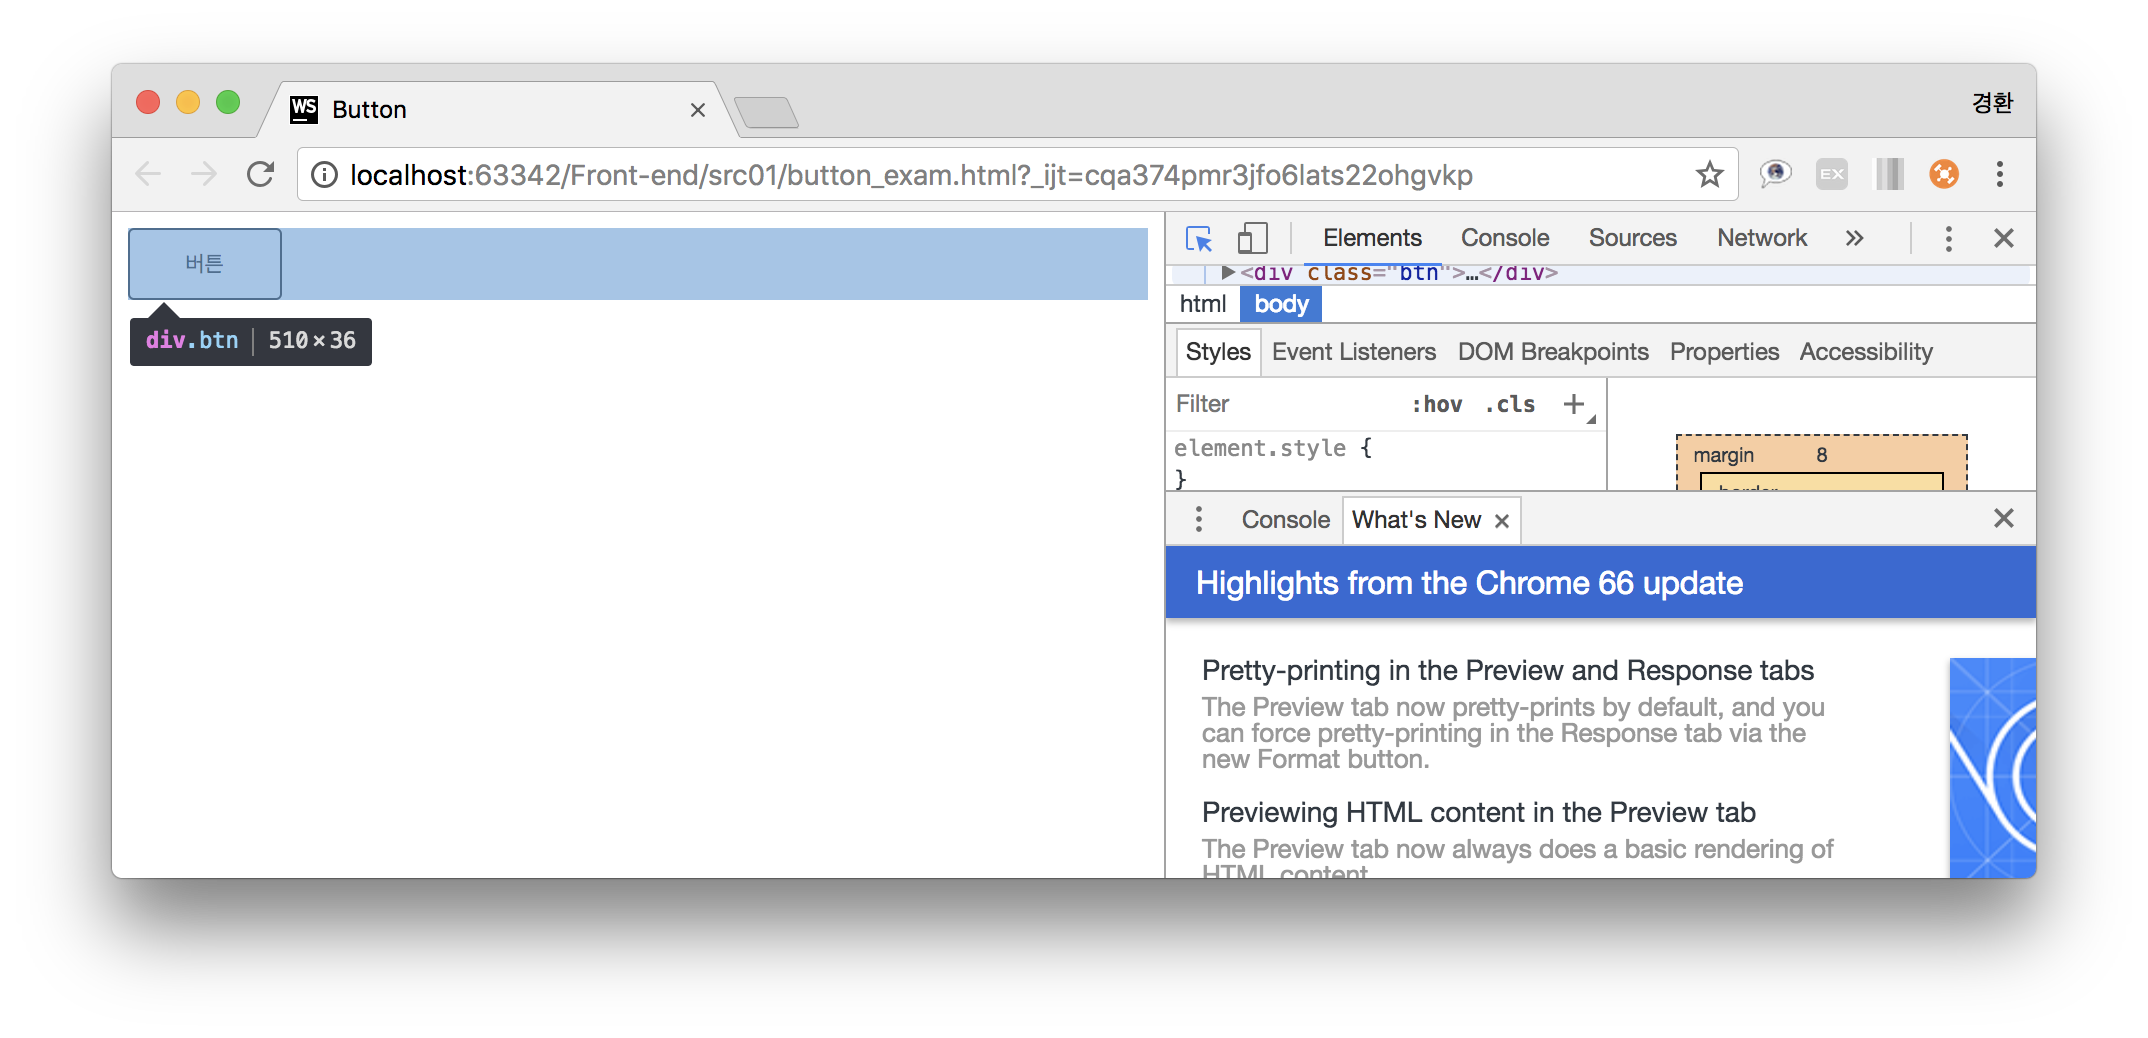 WS Button
경환
localhost:63342/Front-end/src01/button_exam.html?_ijt=cqa374pmr3jfo6lats22ohgvkp
EX
버튼
div.btn 510×36
Elements Console Sources Network »
<div class="btn">…</div>
html body
Styles Event Listeners DOM Breakpoints Properties Accessibility
Filter :hov .cls +
element.style {
}
margin 8
border
Console What's New
Highlights from the Chrome 66 update
Pretty-printing in the Preview and Response tabs
The Preview tab now pretty-prints by default, and you
can force pretty-printing in the Response tab via the
new Format button.
Previewing HTML content in the Preview tab
The Preview tab now always does a basic rendering of
HTML content